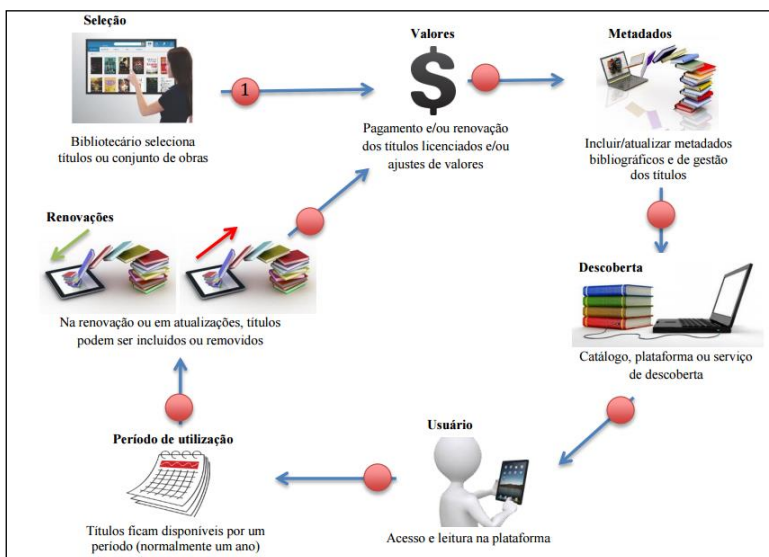 Seleção
Bibliotecário seleciona
títulos ou conjunto de obras
1
Valores
$
Pagamento e/ou renovação
dos títulos licenciados e/ou
ajustes de valores
Metadados
Incluir/atualizar metadados
bibliográficos e de gestão
dos títulos
Descoberta
Catálogo, plataforma ou serviço
de descoberta
Usuário
Acesso e leitura na plataforma
Período de utilização
Títulos ficam disponíveis por um
período (normalmente um ano)
Renovações
Na renovação ou em atualizações, títulos
podem ser incluídos ou removidos